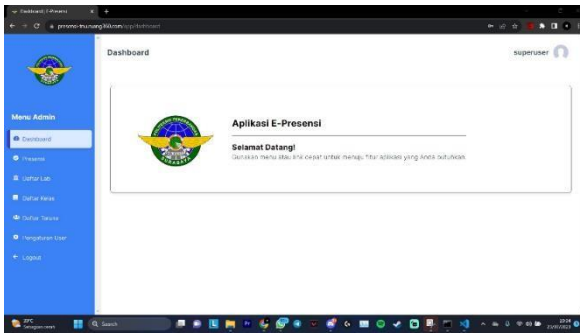 Dashboard E-Presensi
Dashboard
superuser
Menu Admin
Dashboard
Presensi
Daftar Lab
Daftar Kelas
Daftar Taruna
Pengaturan User
Logout
Aplikasi E-Presensi
Selamat Datang!
Gunakan menu atau link cepat untuk menuju fitur aplikasi yang Anda butuhkan
SURABAYA
Search